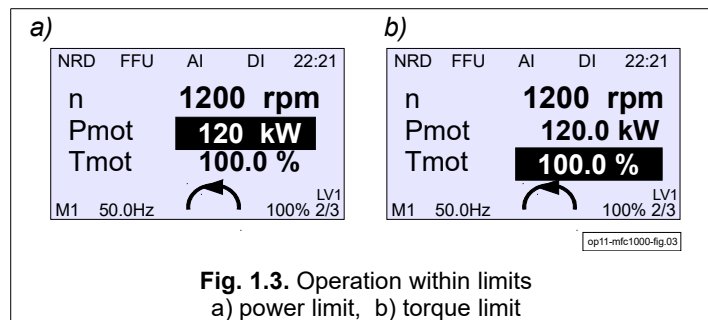 a)
NRD FFU AI DI 22:21
n 1200 rpm
Pmot 120 kW
Tmot 100.0 %
LV1
M1 50.0Hz 100% 2/3
b)
NRD FFU AI DI 22:21
n 1200 rpm
Pmot 120.0 kW
Tmot 100.0 %
LV1
M1 50.0Hz 100% 2/3
op11-mfc1000-fig.03
Fig. 1.3. Operation within limits
a) power limit, b) torque limit